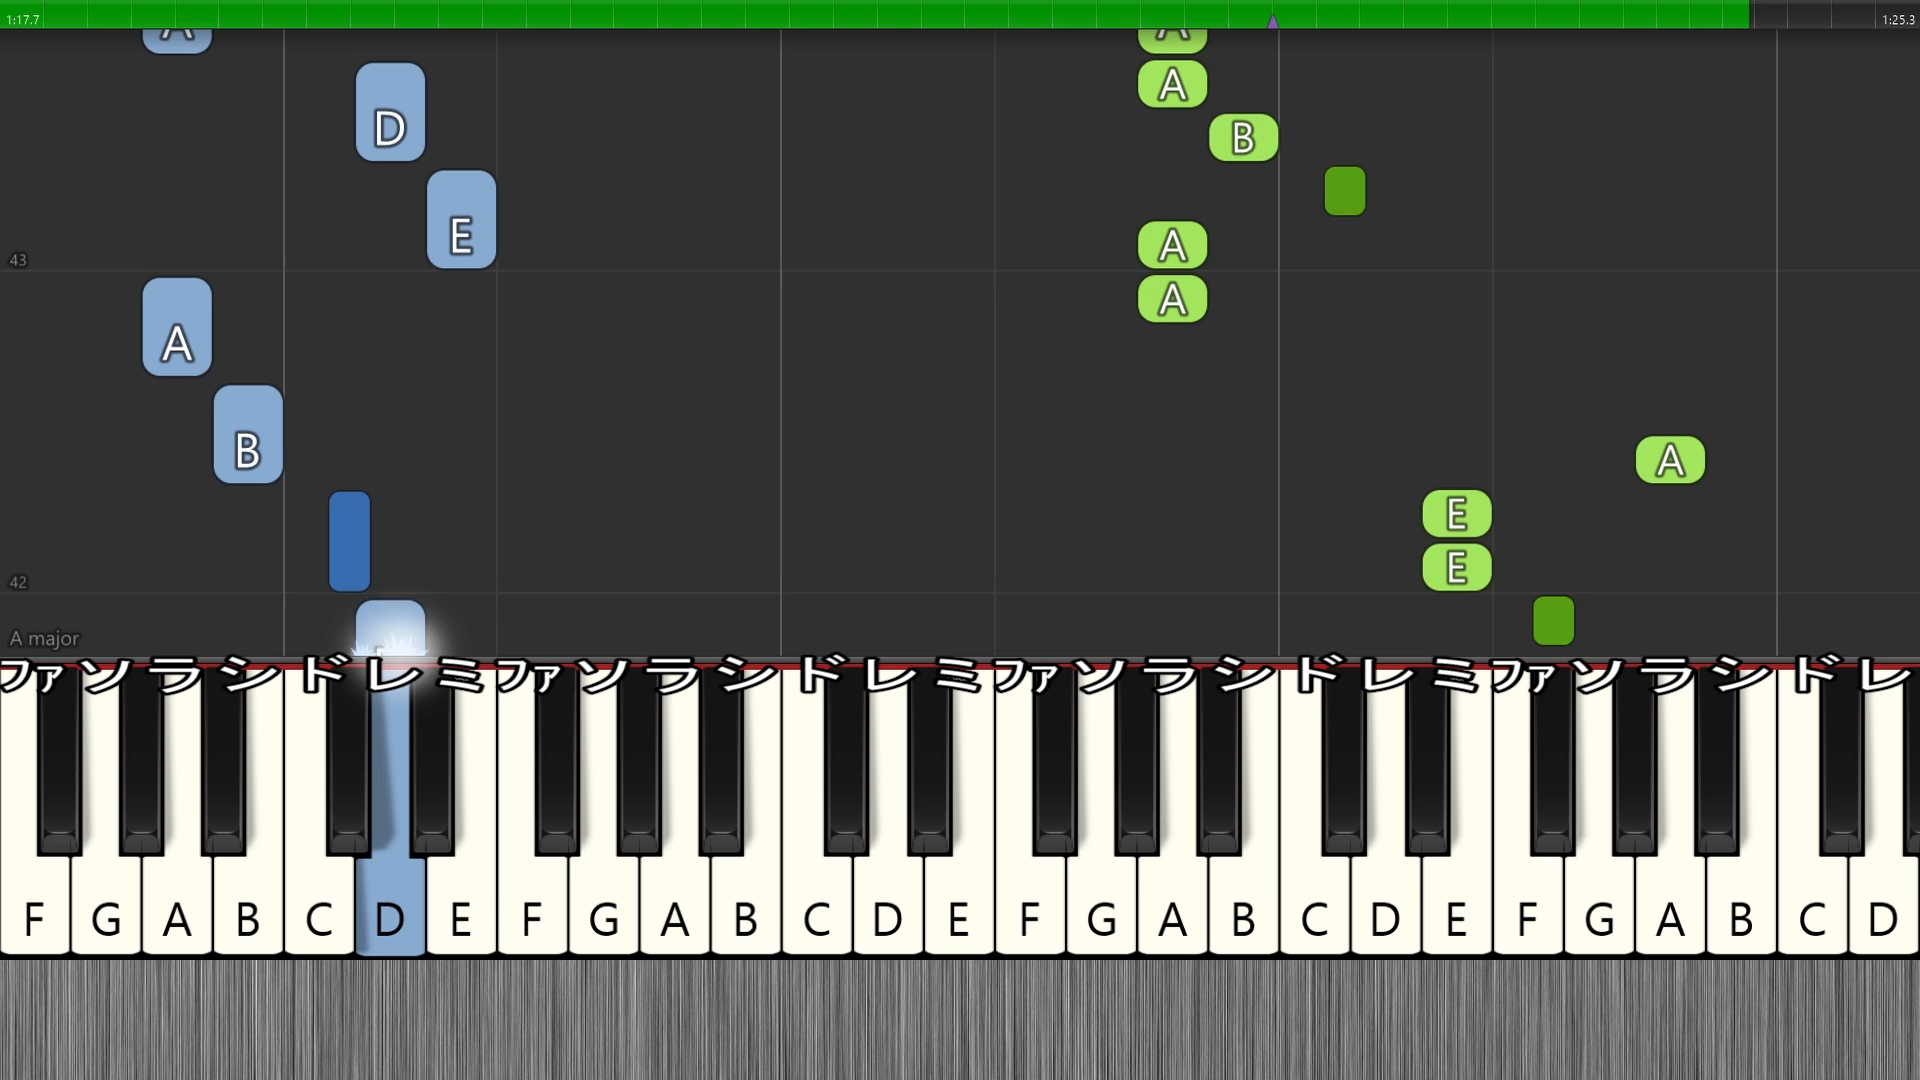 1:17.7 1:25.3
A A
D A
B
E A
43
A A
B A
E
42 E
A major
ファ ソ ラ シ ド レ ミ ファ ソ ラ シ ド レ ミ ファ ソ ラ シ ド レ ミ ファ ソ ラ シ ド レ
F G A B C D E F G A B C D E F G A B C D E F G A B C D